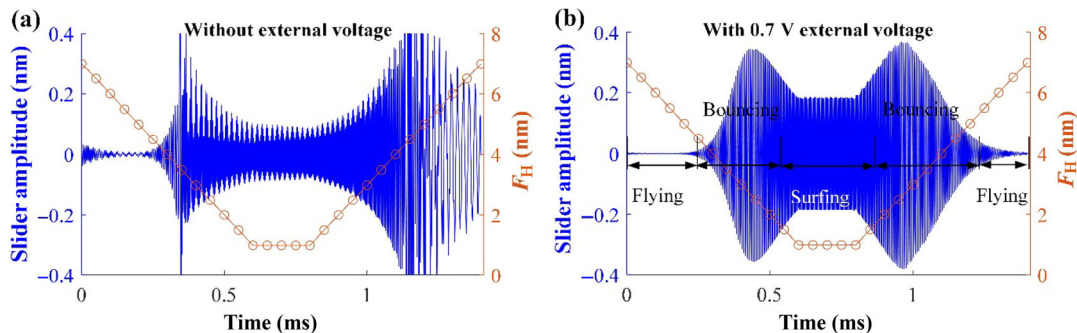 (a)
Without external voltage
Slider amplitude (nm)
0.4
0.2
0
−0.2
−0.4
8
6
4
2
0
F_H (nm)
0
0.5
1
Time (ms)
(b)
With 0.7 V external voltage
Slider amplitude (nm)
0.4
0.2
0
−0.2
−0.4
Bouncing
Bouncing
Flying
Surfing
Flying
8
6
4
2
0
F_H (nm)
0
0.5
1
Time (ms)